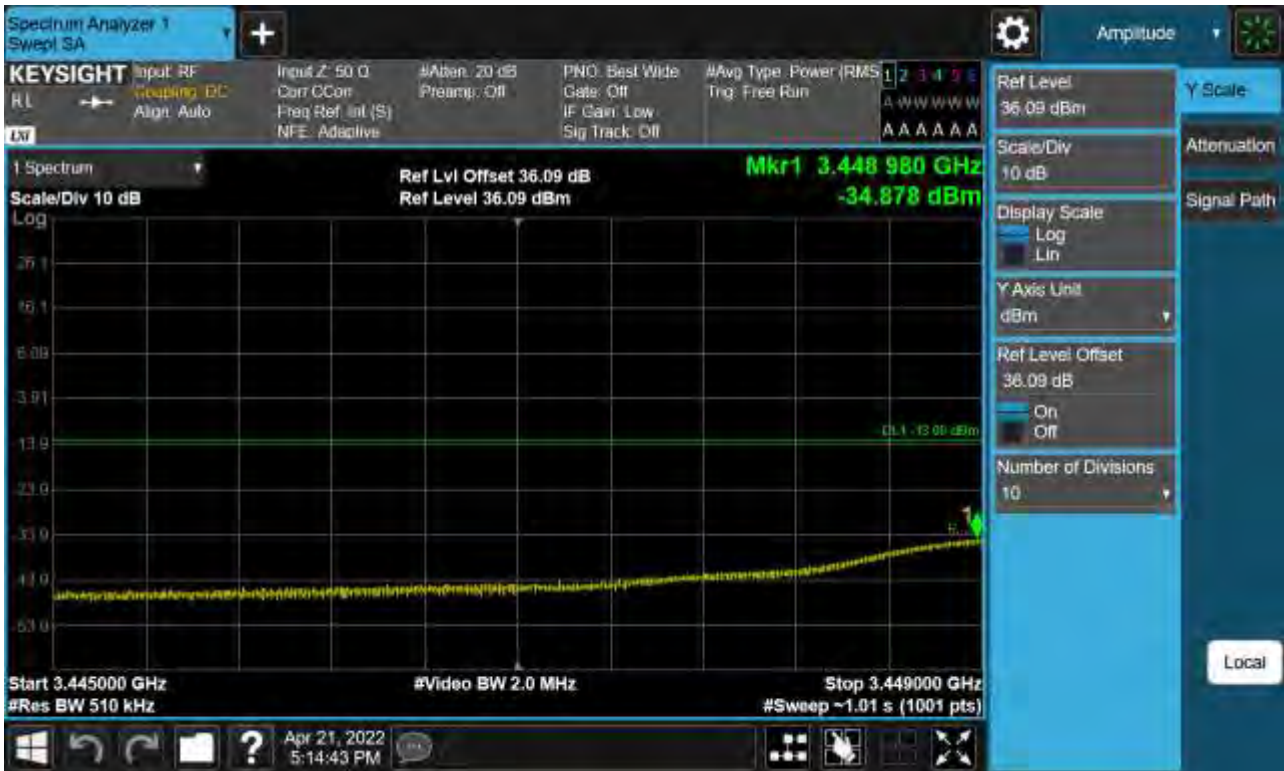 Spectrum Analyzer 1
Swept SA
Amplitude
KEYSIGHT
RL
LXI
Input: RF
Coupling: DC
Align: Auto
Input Z: 50 Ω
Corr CCorr
Freq Ref: Int (S)
NFE: Adaptive
#Atten: 20 dB
Preamp: Off
PNO: Best Wide
Gate: Off
IF Gain: Low
Sig Track: Off
#Avg Type: Power (RMS
Trig: Free Run
1 2 3 4 5 6
A W W W W W
A A A A A A
1 Spectrum
Scale/Div 10 dB
Log
Ref Lvl Offset 36.09 dB
Ref Level 36.09 dBm
Mkr1 3.448 980 GHz
-34.878 dBm
26.1
16.1
6.09
-3.91
-13.9
-23.9
-33.9
-43.9
-53.9
DL1 -13.00 dBm
1
Start 3.445000 GHz
#Res BW 510 kHz
#Video BW 2.0 MHz
Stop 3.449000 GHz
#Sweep ~1.01 s (1001 pts)
Ref Level
36.09 dBm
Scale/Div
10 dB
Display Scale
Log
Lin
Y Axis Unit
dBm
Ref Level Offset
36.09 dB
On
Off
Number of Divisions
10
Y Scale
Attenuation
Signal Path
Local
?
Apr 21, 2022
5:14:43 PM